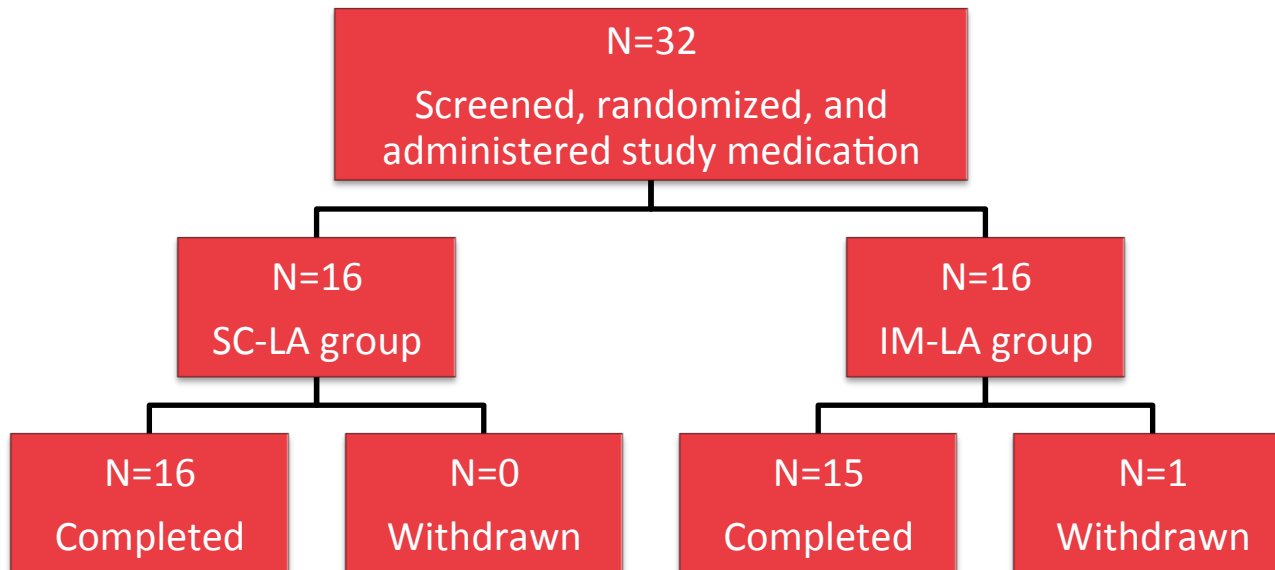 N=32
Screened, randomized, and
administered study medication
N=16
SC-LA group
N=16
IM-LA group
N=16
Completed
N=0
Withdrawn
N=15
Completed
N=1
Withdrawn